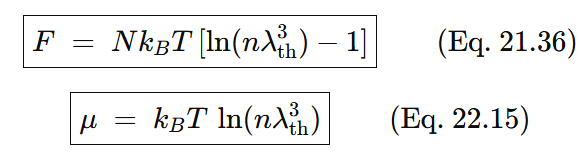 F = Nk_BT [ln(nλ_th^3) − 1] (Eq. 21.36)
μ = k_BT ln(nλ_th^3) (Eq. 22.15)